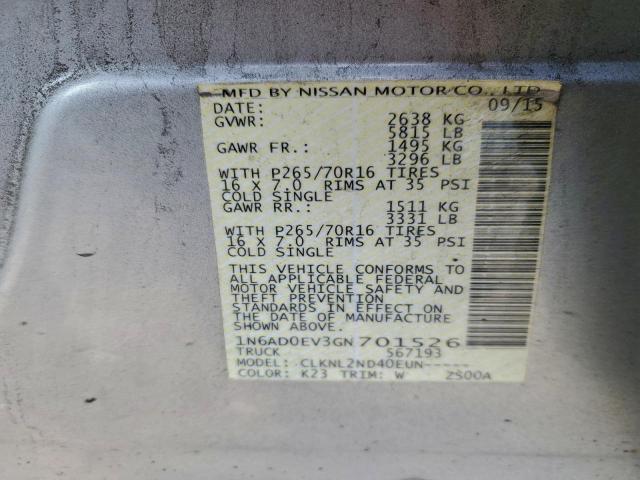 MFD BY NISSAN MOTOR CO., LTD
DATE: 09/15
GVWR: 2638 KG
5815 LB
GAWR FR.: 1495 KG
3296 LB
WITH P265/70R16 TIRES
16 X 7.0 RIMS AT 35 PSI
COLD SINGLE
GAWR RR.: 1511 KG
3331 LB
WITH P265/70R16 TIRES
16 X 7.0 RIMS AT 35 PSI
COLD SINGLE
THIS VEHICLE CONFORMS TO
ALL APPLICABLE FEDERAL
MOTOR VEHICLE SAFETY AND
THEFT PREVENTION
STANDARDS IN EFFECT ON
THE DATE OF MANUFACTURE
SHOWN ABOVE.
1N6AD0EV3GN701526
TRUCK 567193
MODEL: CLKNL2ND40EUN-----
COLOR: K23 TRIM: W ZS00A